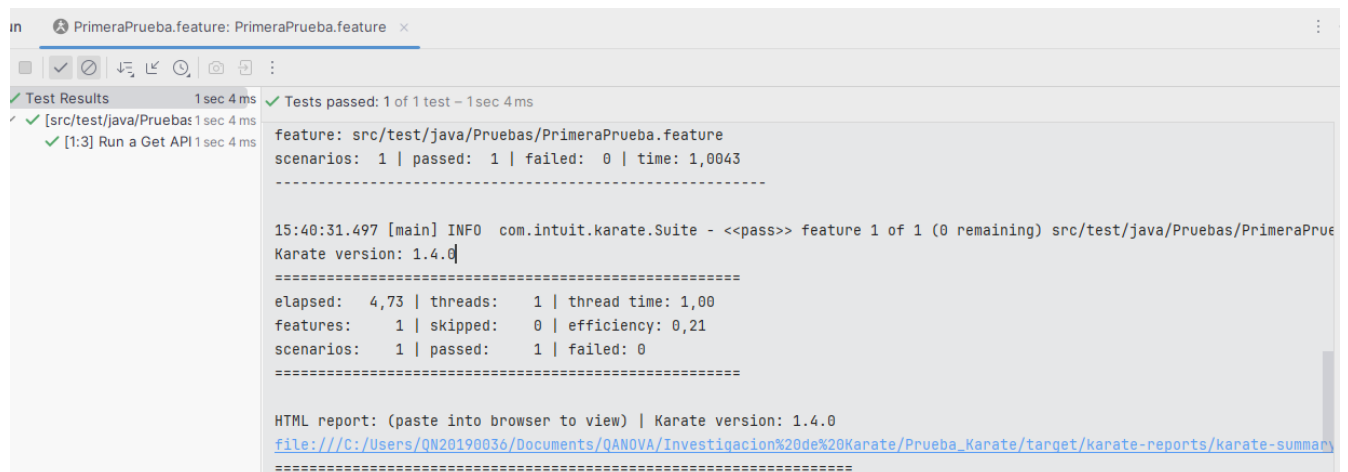 un PrimeraPrueba.feature: PrimeraPrueba.feature
Test Results 1 sec 4 ms
[src/test/java/Pruebas 1 sec 4 ms
[1:3] Run a Get API 1 sec 4 ms
Tests passed: 1 of 1 test – 1 sec 4 ms
feature: src/test/java/Pruebas/PrimeraPrueba.feature
scenarios:  1 | passed:  1 | failed:  0 | time: 1,0043
---------------------------------------------------------
15:40:31.497 [main] INFO  com.intuit.karate.Suite - <<pass>> feature 1 of 1 (0 remaining) src/test/java/Pruebas/PrimeraPrue
Karate version: 1.4.0
======================================================
elapsed:   4,73 | threads:    1 | thread time: 1,00
features:     1 | skipped:    0 | efficiency: 0,21
scenarios:    1 | passed:     1 | failed: 0
======================================================
HTML report: (paste into browser to view) | Karate version: 1.4.0
file:///C:/Users/QN20190036/Documents/QANOVA/Investigacion%20de%20Karate/Prueba_Karate/target/karate-reports/karate-summary
===================================================================